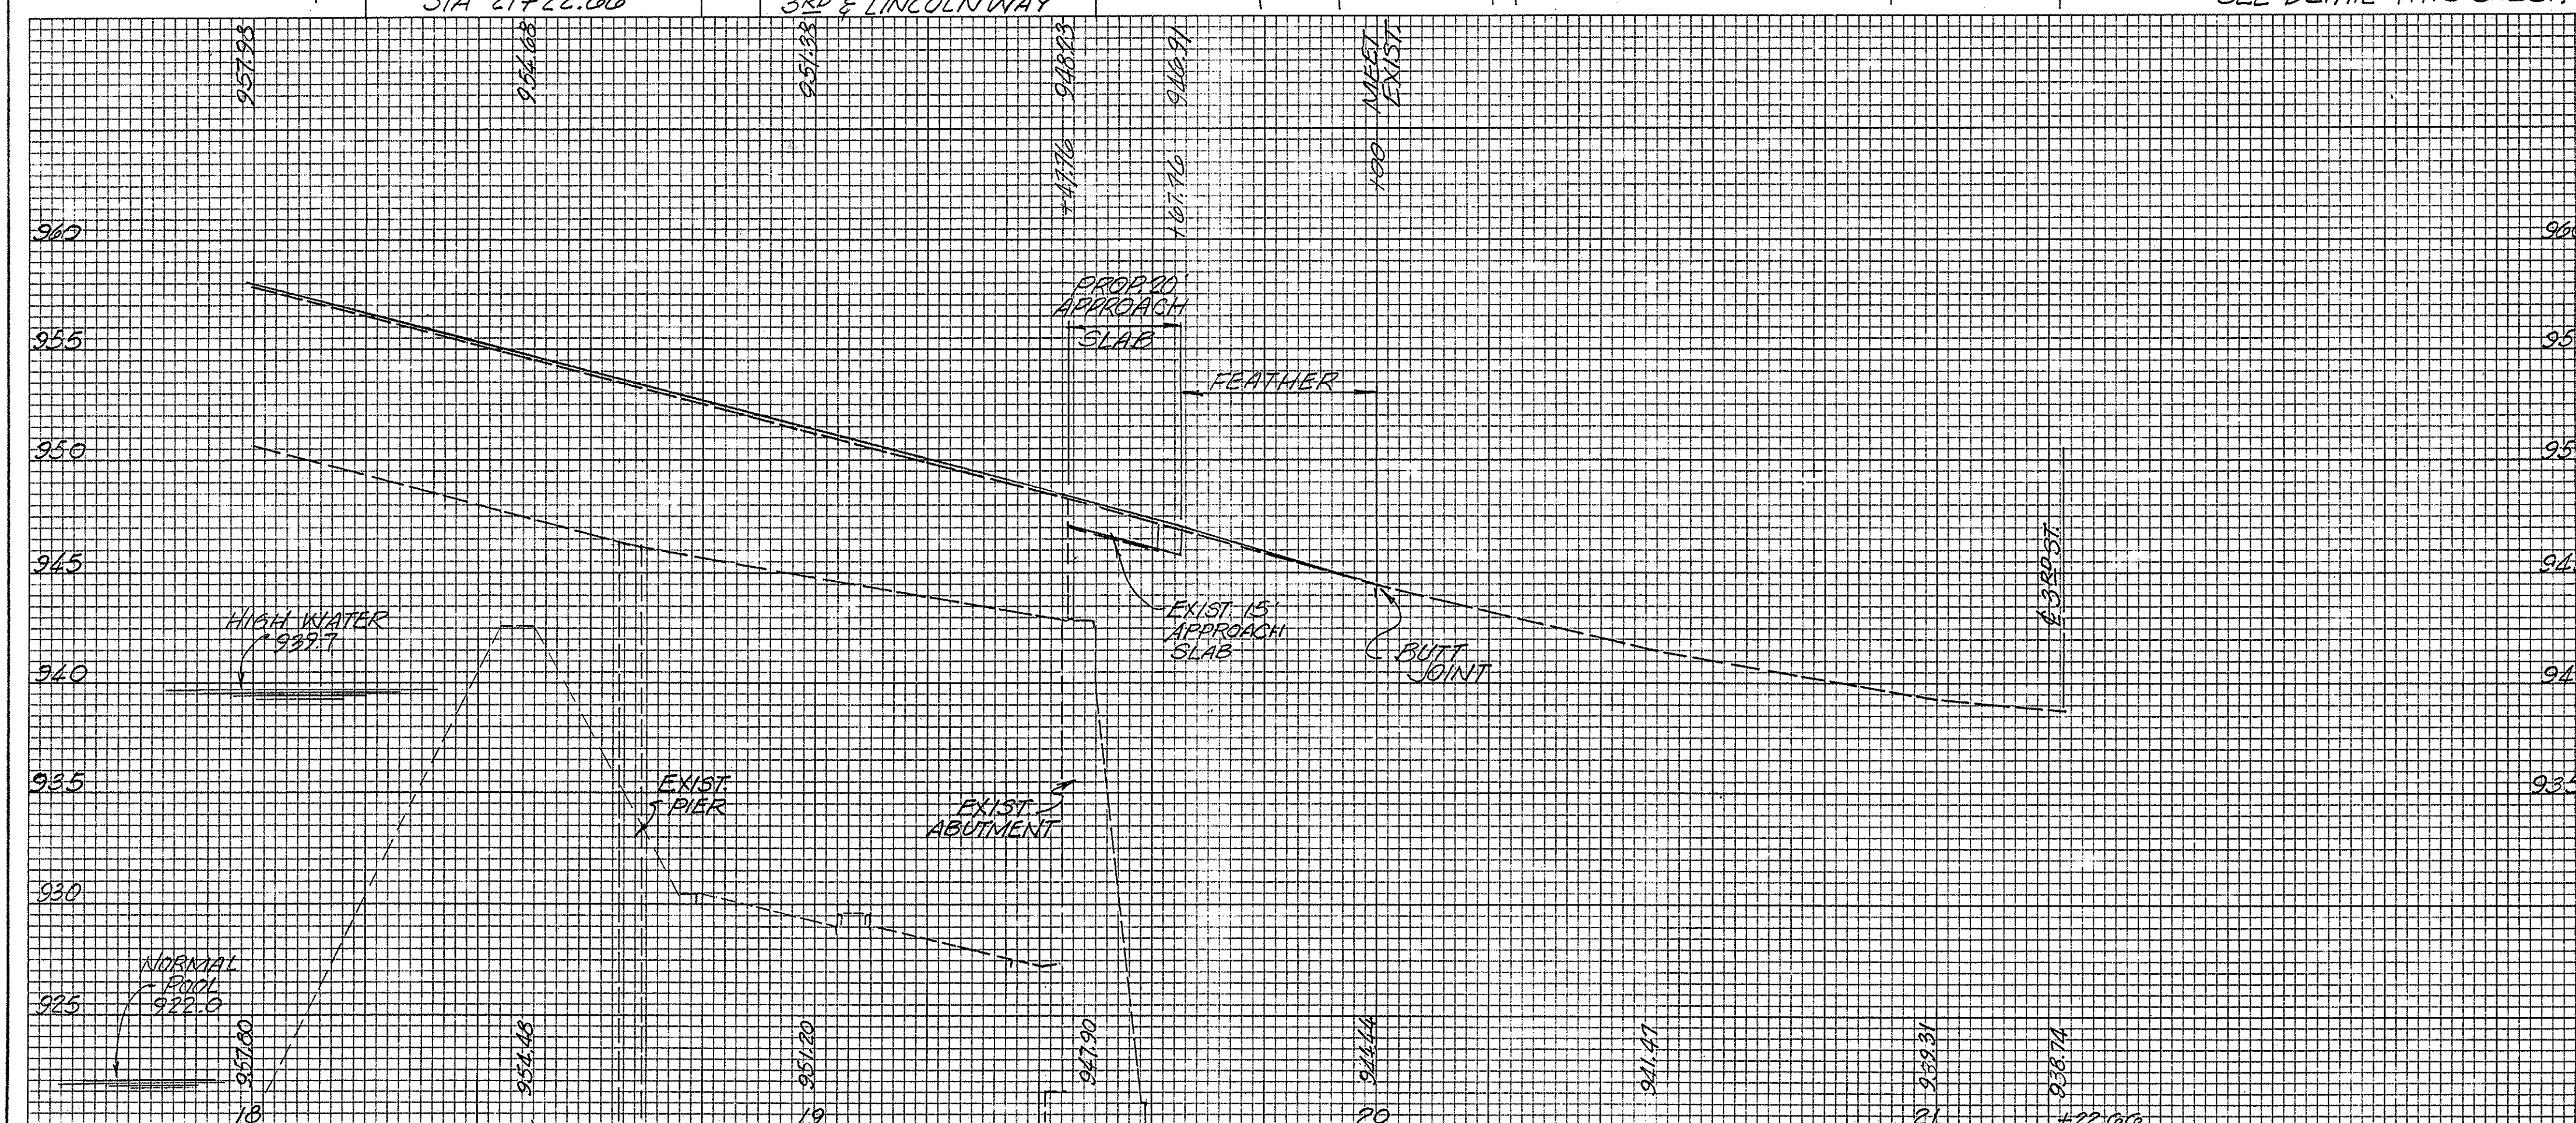 STA 21+22.66
3RD & LINCOLNWAY
957.93
954.68
951.38
948.23
946.91
MEET
EXIST.
+47.76
+67.76
+00
960
955
950
945
940
935
930
925
PROP. 20'
APPROACH
SLAB
FEATHER
HIGH WATER
939.7
EXIST. 15'
APPROACH
SLAB
BUTT
JOINT
℄ 3RD ST.
EXIST.
PIER
EXIST.
ABUTMENT
935
NORMAL
POOL
922.0
957.80
954.48
951.20
947.90
944.44
941.47
939.31
938.74
18
19
20
21
+22.66